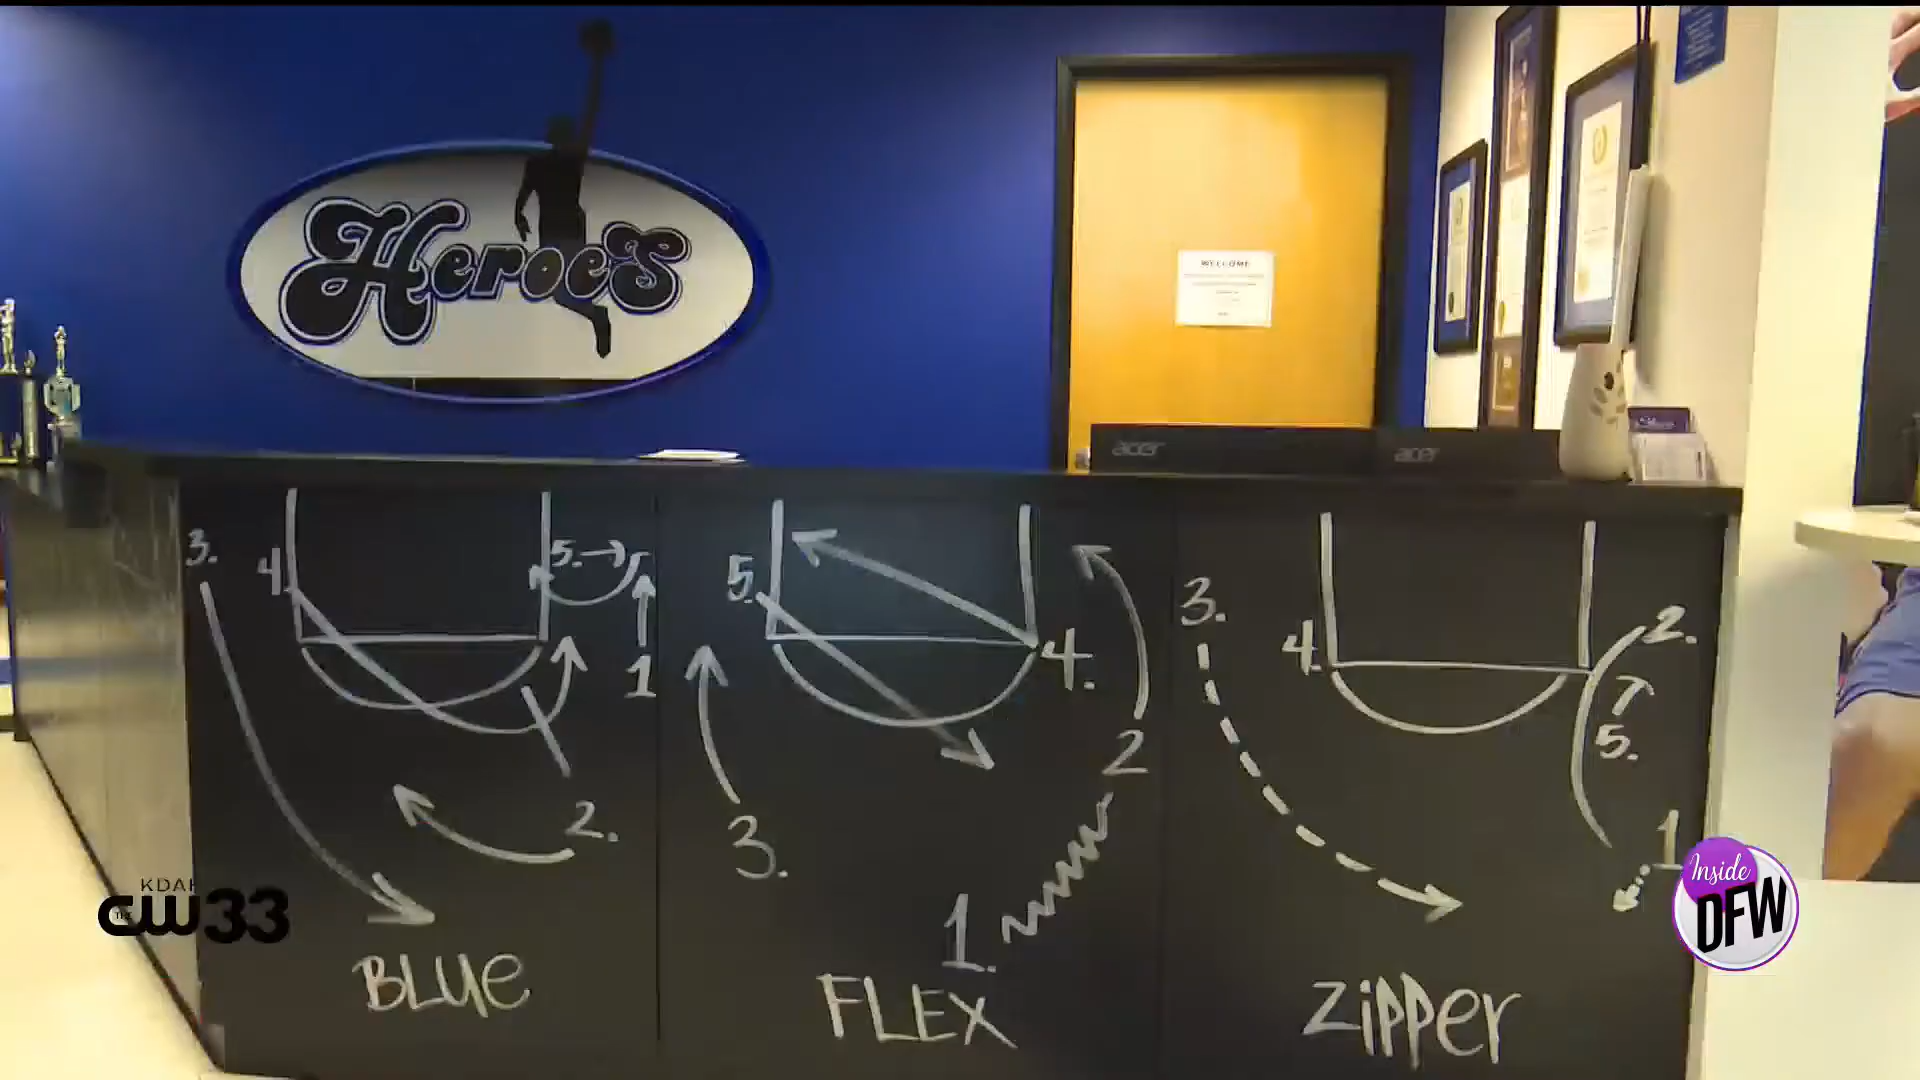 Heroes
WELCOME
acer
acer
3.
4.
5.
1
2.
BLUE
5.
4.
2
3.
1.
FLEX
3.
4.
2.
5.
1
Zipper
KDAF
THE
CW33
Inside
DFW